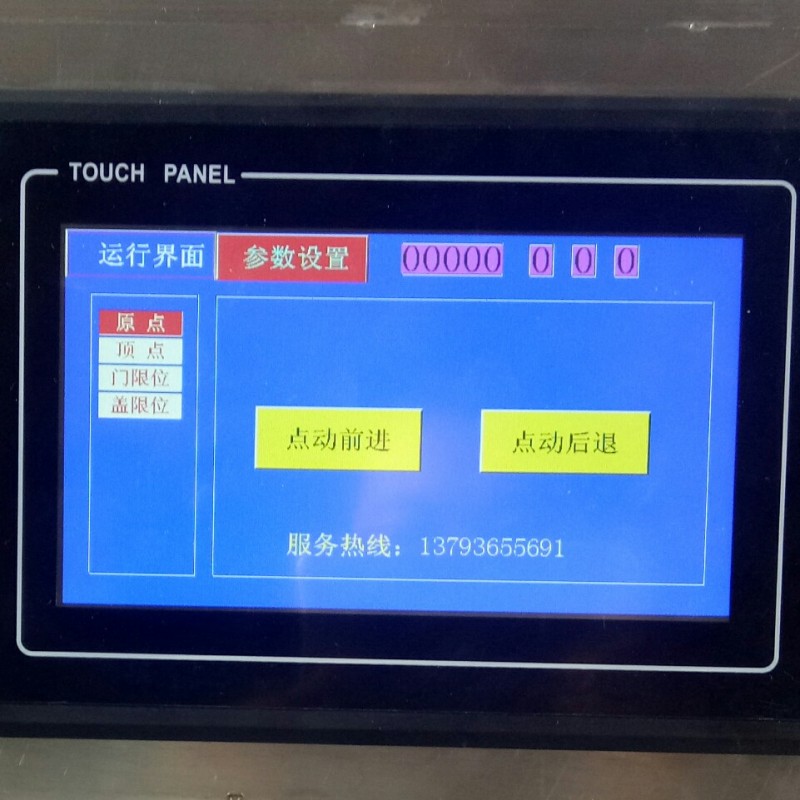 TOUCH PANEL
运行界面 参数设置 00000 0 0 0
原 点
顶 点
门限位
盖限位
点动前进 点动后退
服务热线：13793655691